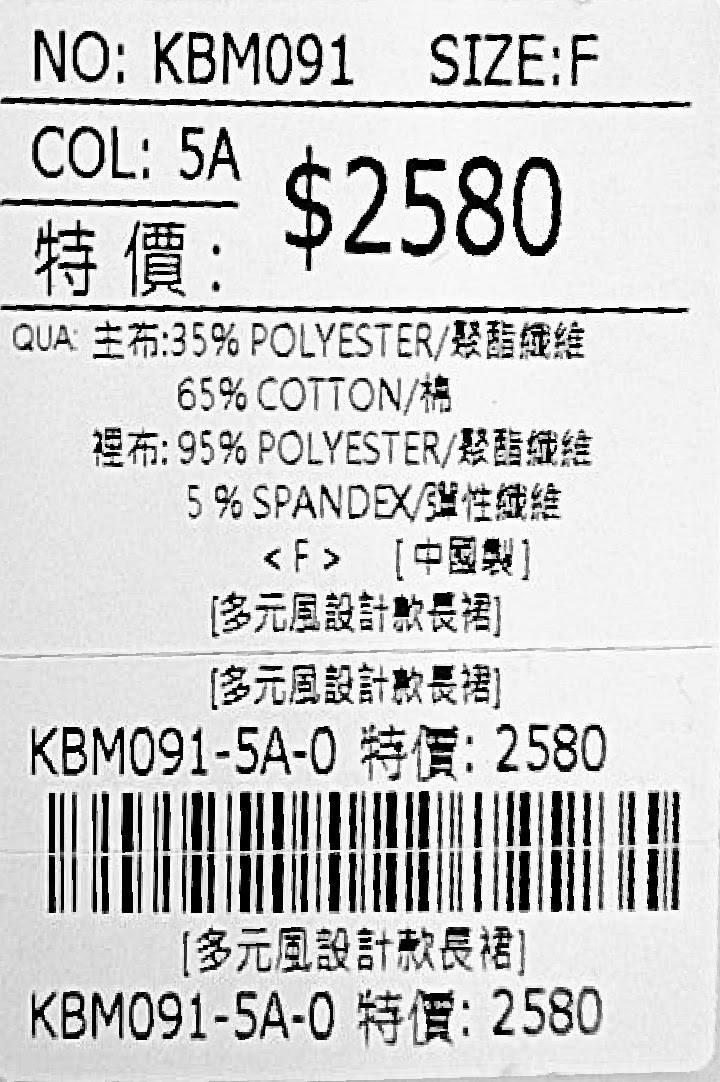 NO: KBM091 SIZE:F
COL: 5A
$2580
特價:
QUA: 主布:35% POLYESTER/聚酯纖維
65% COTTON/棉
裡布: 95% POLYESTER/聚酯纖維
5 % SPANDEX/彈性纖維
< F > [中國製]
[多元風設計款長裙]
[多元風設計款長裙]
KBM091-5A-0 特價: 2580
[多元風設計款長裙]
KBM091-5A-0 特價: 2580